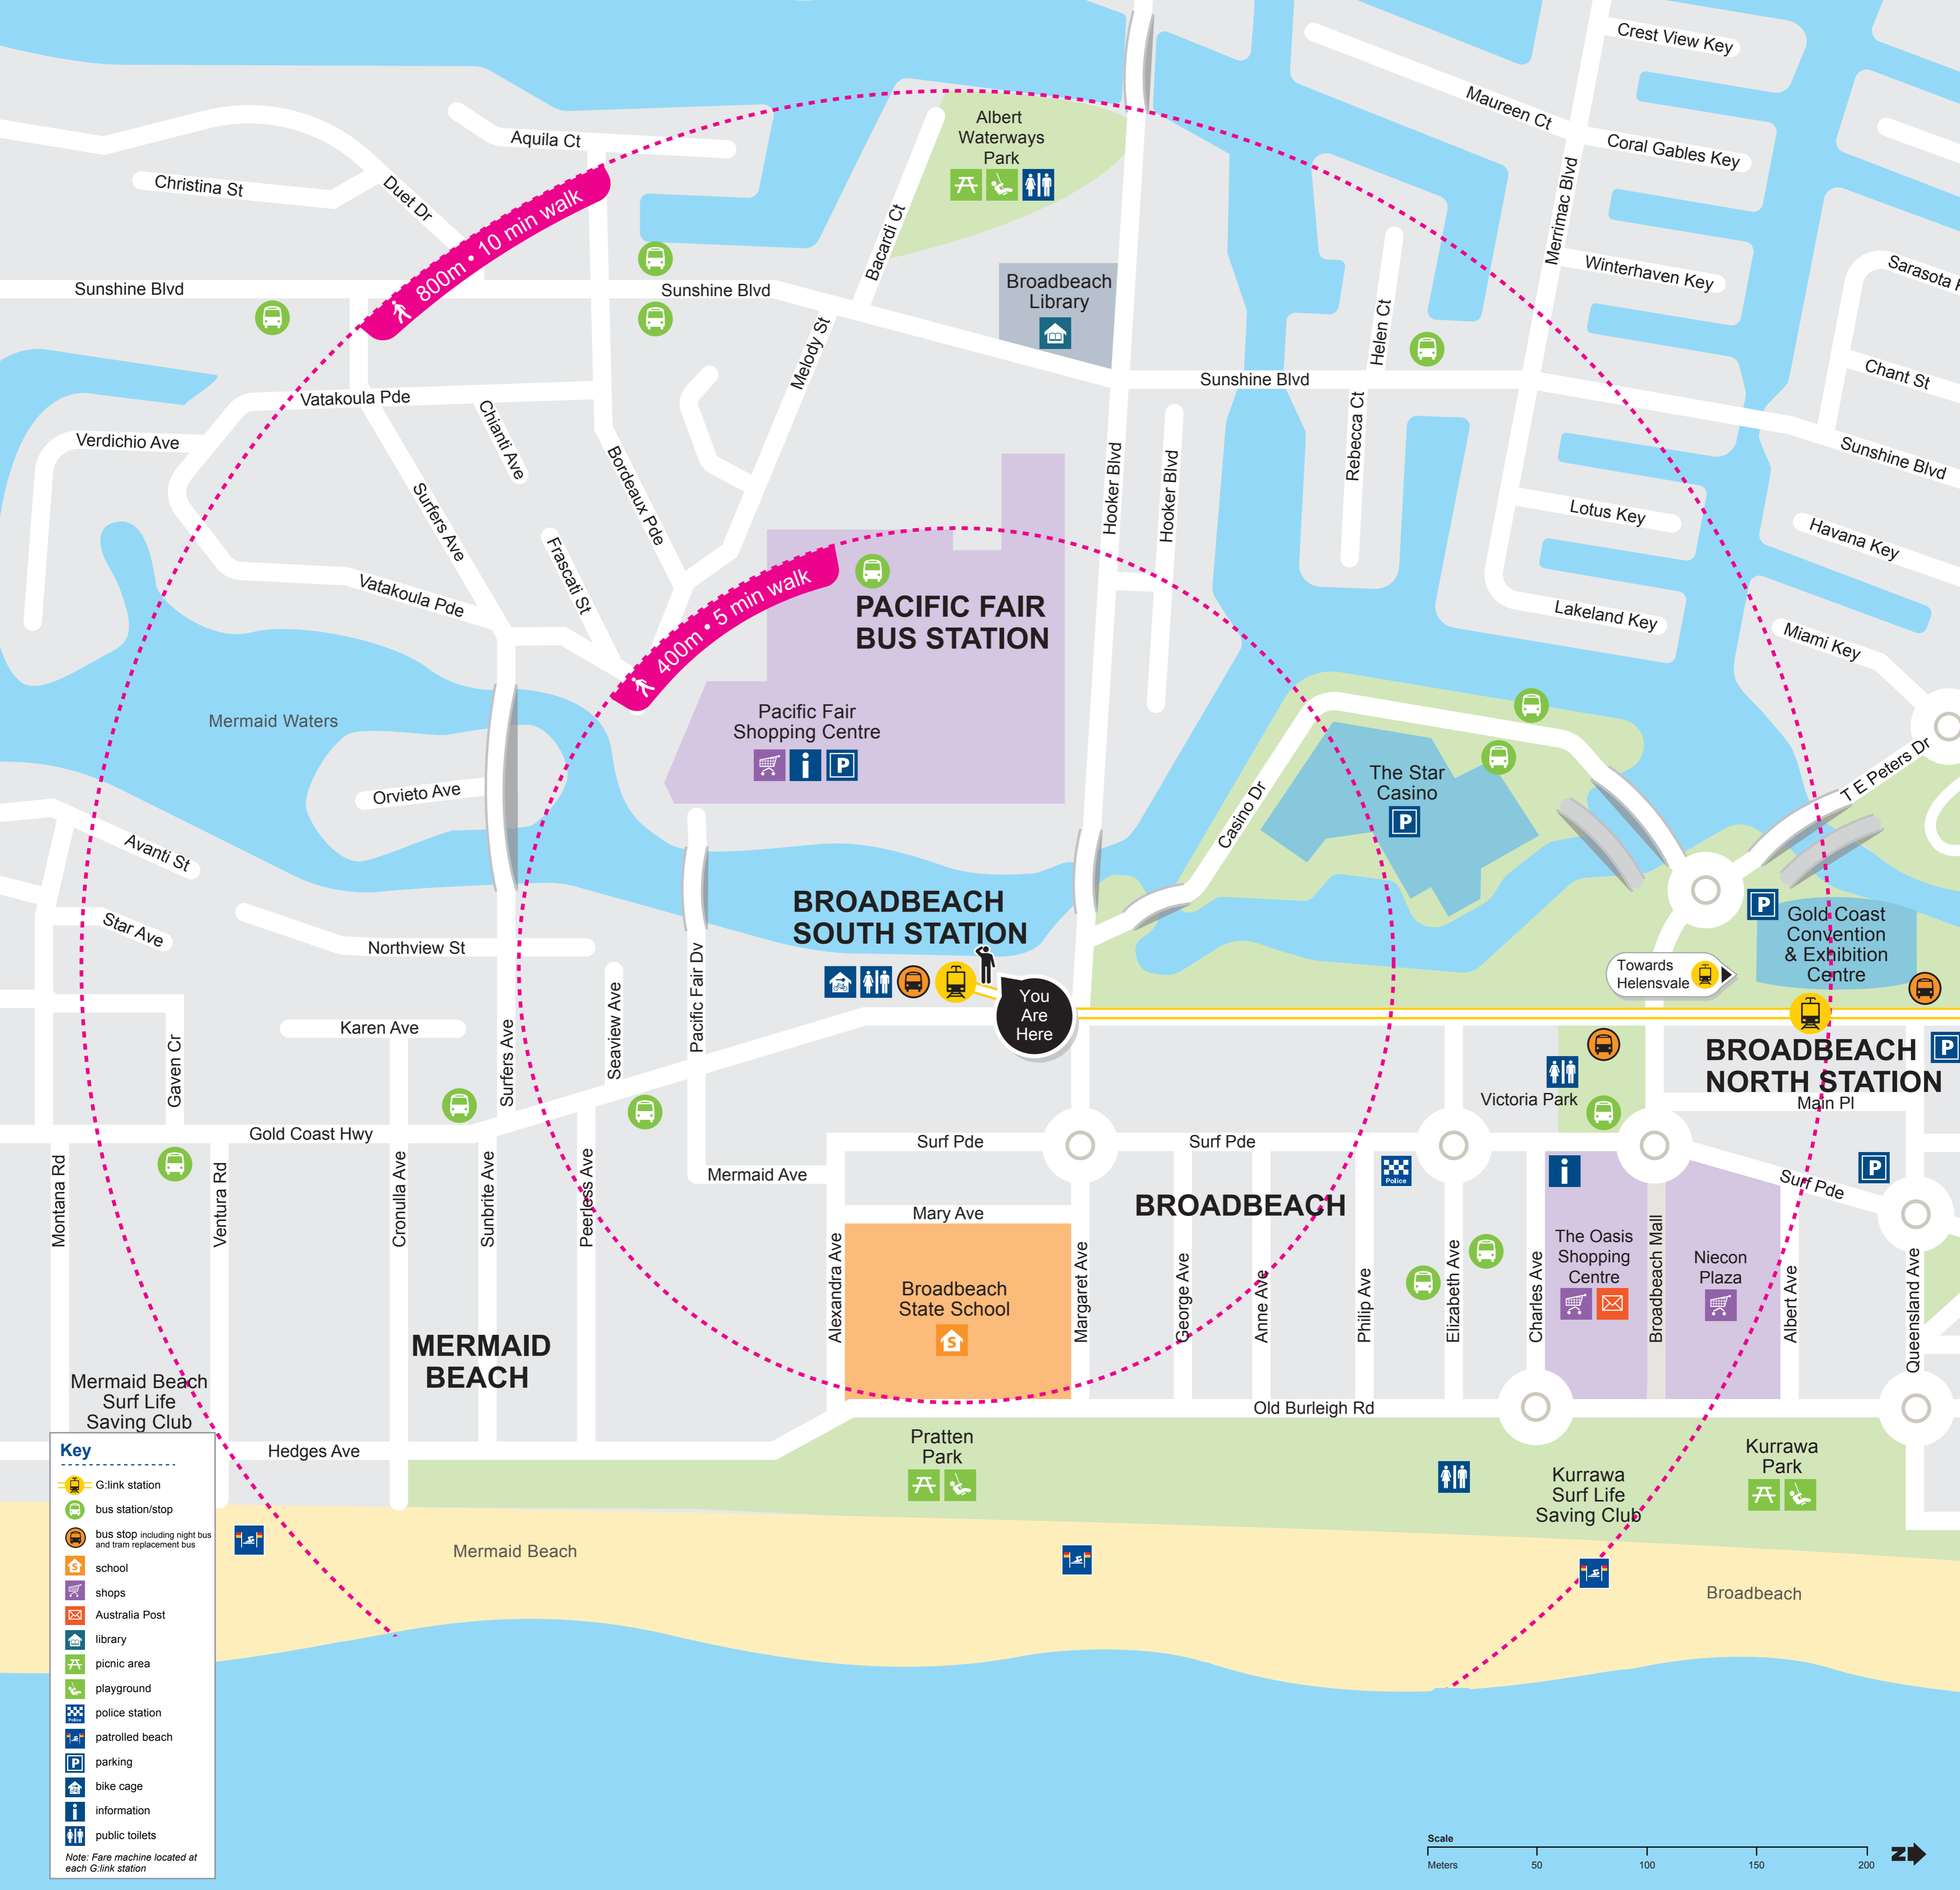 Crest View Key
Maureen Ct
Coral Gables Key
Merrimac Blvd
Winterhaven Key
Sarasota
Chant St
Sunshine Blvd
Aquila Ct
Christina St
Duet Dr
800m • 10 min walk
Albert
Waterways
Park
Bacardi Ct
Broadbeach
Library
Sunshine Blvd
Sunshine Blvd
Melody St
Helen Ct
Sunshine Blvd
Vatakoula Pde
Chianti Ave
Verdichio Ave
Surfers Ave
Bordeaux Pde
Hooker Blvd
Hooker Blvd
Rebecca Ct
Lotus Key
Havana Key
Frascati St
Vatakoula Pde
400m • 5 min walk
PACIFIC FAIR
BUS STATION
Lakeland Key
Miami Key
Mermaid Waters
Pacific Fair
Shopping Centre
i
P
Orvieto Ave
The Star
Casino
P
Casino Dr
T E Peters Dr
Avanti St
Star Ave
Northview St
BROADBEACH
SOUTH STATION
P
Gold Coast
Convention
& Exhibition
Centre
Towards
Helensvale
You
Are
Here
Karen Ave
Gaven Cr
Surfers Ave
Seaview Ave
Pacific Fair Dv
BROADBEACH
NORTH STATION
P
Victoria Park
Main Pl
Gold Coast Hwy
Surf Pde
Surf Pde
Mermaid Ave
Mary Ave
Police
i
P
Surf Pde
BROADBEACH
Montana Rd
Ventura Rd
Cronulla Ave
Sunbrite Ave
Peerless Ave
Alexandra Ave
Broadbeach
State School
S
Margaret Ave
George Ave
Anne Ave
Philip Ave
Elizabeth Ave
Charles Ave
The Oasis
Shopping
Centre
Broadbeach Mall
Niecon
Plaza
Albert Ave
Queensland Ave
MERMAID
BEACH
Mermaid Beach
Surf Life
Saving Club
Hedges Ave
Old Burleigh Rd
Pratten
Park
Kurrawa
Surf Life
Saving Club
Kurrawa
Park
Mermaid Beach
Broadbeach
Key
G:link station
bus station/stop
bus stop including night bus
and tram replacement bus
S
school
shops
Australia Post
library
picnic area
playground
Police
police station
patrolled beach
P
parking
bike cage
i
information
public toilets
Note: Fare machine located at
each G:link station
Scale
Meters 50 100 150 200
N